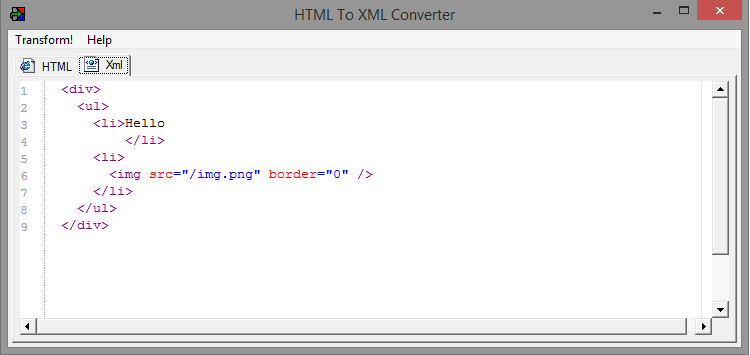 HTML To XML Converter
Transform! Help
HTML Xml
1 <div>
2 <ul>
3 <li>Hello
4 </li>
5 <li>
6 <img src="/img.png" border="0" />
7 </li>
8 </ul>
9 </div>